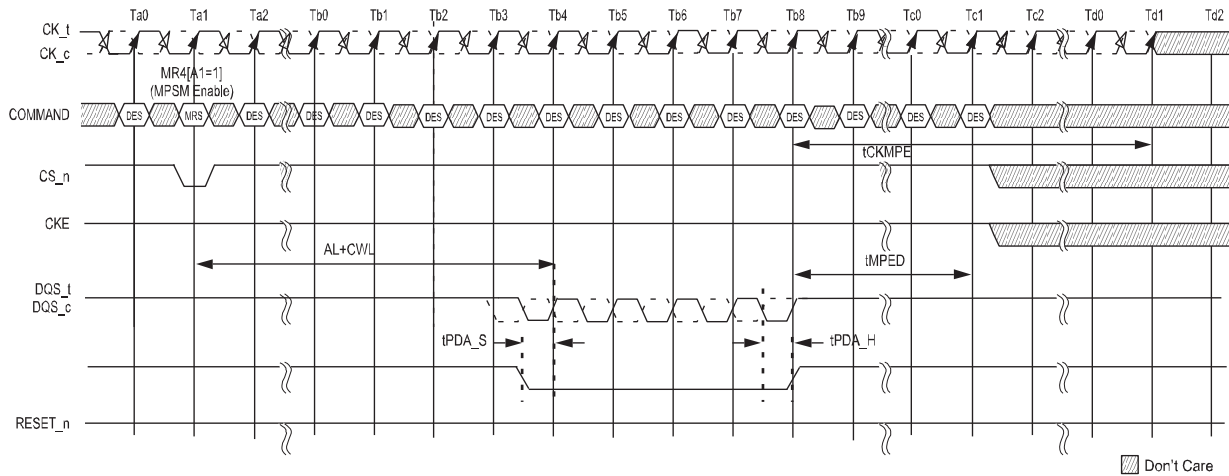 Ta0 Ta1 Ta2 Tb0 Tb1 Tb2 Tb3 Tb4 Tb5 Tb6 Tb7 Tb8 Tb9 Tc0 Tc1 Tc2 Td0 Td1 Td2
CK_t
CK_c
MR4[A1=1]
(MPSM Enable)
COMMAND DES MRS DES DES DES DES DES DES DES DES DES DES DES DES DES
tCKMPE
CS_n
CKE
AL+CWL
tMPED
DQS_t
DQS_c
tPDA_S tPDA_H
RESET_n
Don't Care